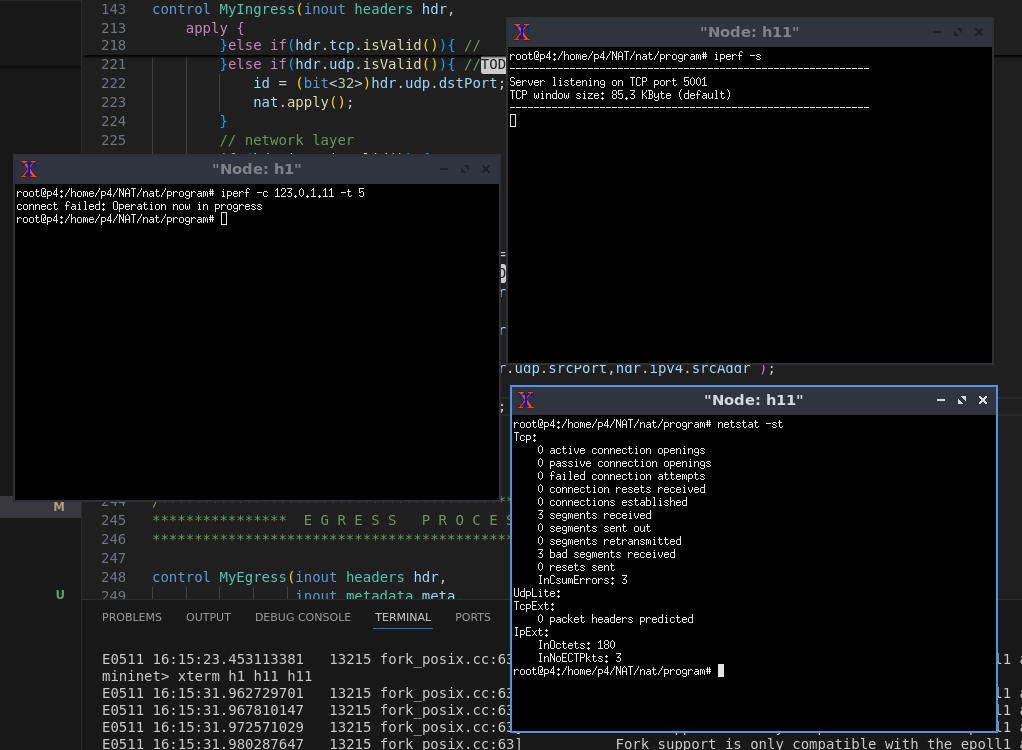 143 control MyIngress(inout headers hdr,
213 apply {
218 }else if(hdr.tcp.isValid()){ //
221 }else if(hdr.udp.isValid()){ //TOD
222 id = (bit<32>)hdr.udp.dstPort;
223 nat.apply();
224 }
225 // network layer
"Node: h11"
root@p4:/home/p4/NAT/nat/program# iperf -s
------------------------------------------------------------
Server listening on TCP port 5001
TCP window size: 85.3 KByte (default)
------------------------------------------------------------
"Node: h1"
root@p4:/home/p4/NAT/nat/program# iperf -c 123.0.1.11 -t 5
connect failed: Operation now in progress
root@p4:/home/p4/NAT/nat/program#
r.udp.srcPort,hdr.ipv4.srcAddr );
"Node: h11"
root@p4:/home/p4/NAT/nat/program# netstat -st
Tcp:
0 active connection openings
0 passive connection openings
0 failed connection attempts
0 connection resets received
0 connections established
3 segments received
0 segments sent out
0 segments retransmitted
3 bad segments received
0 resets sent
InCsumErrors: 3
UdpLite:
TcpExt:
0 packet headers predicted
IpExt:
InOctets: 180
InNoECTPkts: 3
root@p4:/home/p4/NAT/nat/program#
M
244
245 **************** E G R E S S P R O C E S
246 *******************************************
247
248 control MyEgress(inout headers hdr,
U
249 inout metadata meta
PROBLEMS OUTPUT DEBUG CONSOLE TERMINAL PORTS
E0511 16:15:23.453113381 13215 fork_posix.cc:63
mininet> xterm h1 h11 h11
E0511 16:15:31.962729701 13215 fork_posix.cc:63
E0511 16:15:31.967810147 13215 fork_posix.cc:63
E0511 16:15:31.972571029 13215 fork_posix.cc:63
E0511 16:15:31.980287647 13215 fork_posix.cc:63] Fork support is only compatible with the epoll1 a